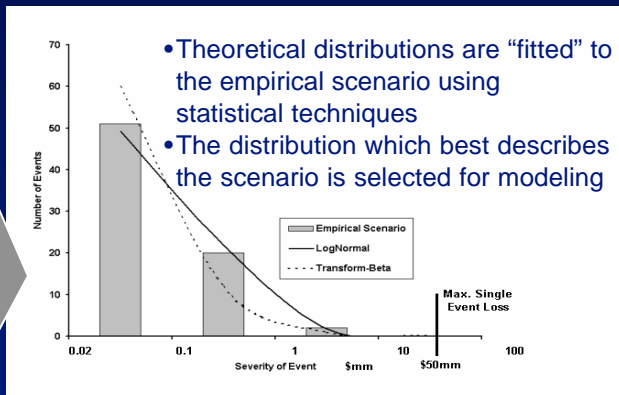 •Theoretical distributions are “fitted” to
the empirical scenario using
statistical techniques
•The distribution which best describes
the scenario is selected for modeling
70
60
50
40
30
20
10
0
Number of Events
Empirical Scenario
LogNormal
Transform-Beta
Max. Single
Event Loss
0.02 0.1 1 10 100
Severity of Event $mm $50mm